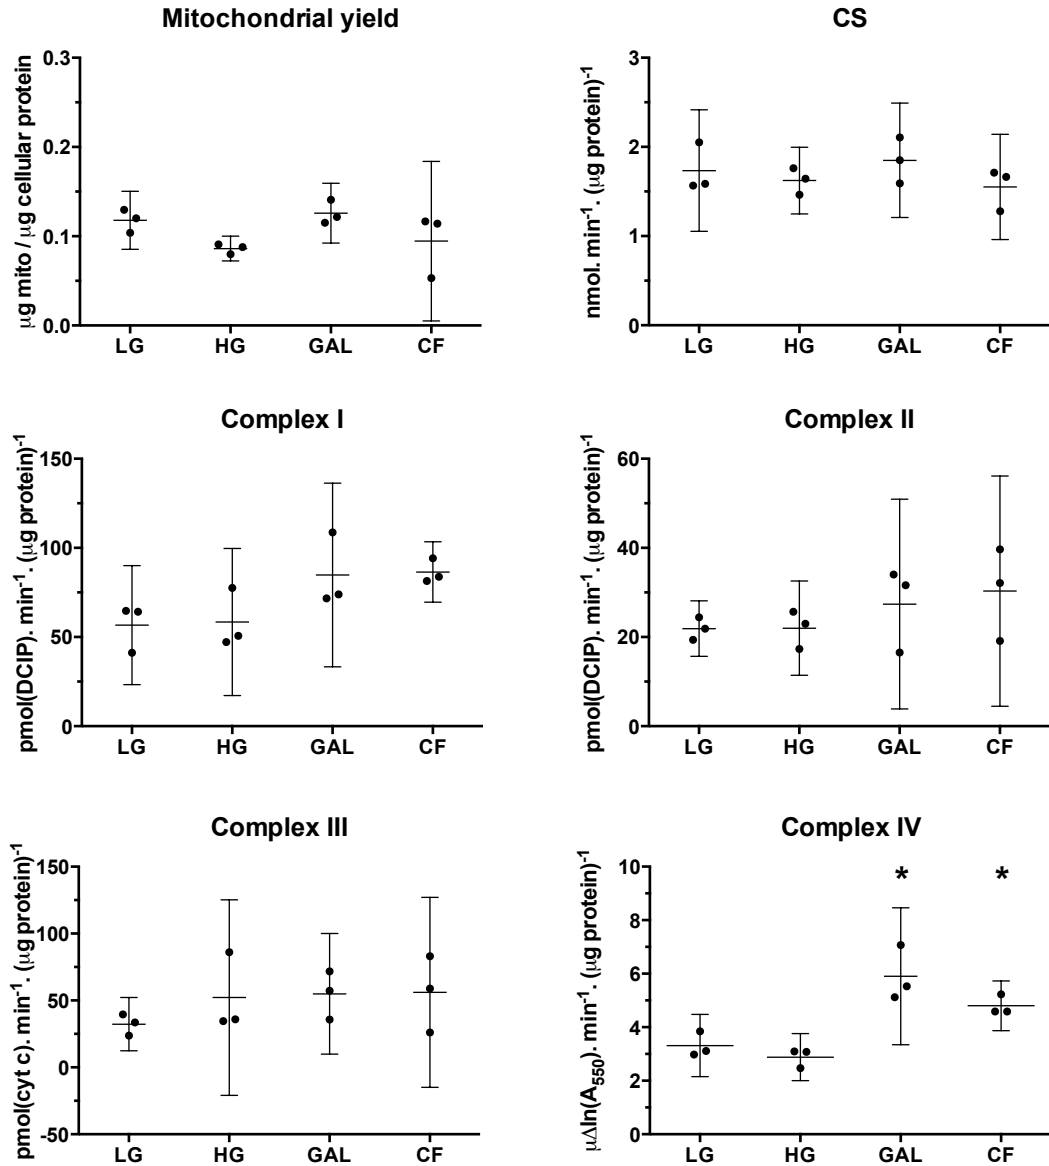 Mitochondrial yield
μg mito / μg cellular protein
0.3
0.2
0.1
0.0
LG HG GAL CF
CS
nmol. min⁻¹. (μg protein)⁻¹
3
2
1
0
LG HG GAL CF
Complex I
pmol(DCIP). min⁻¹. (μg protein)⁻¹
150
100
50
0
LG HG GAL CF
Complex II
pmol(DCIP). min⁻¹. (μg protein)⁻¹
60
40
20
0
LG HG GAL CF
Complex III
pmol(cyt c). min⁻¹. (μg protein)⁻¹
150
100
50
0
-50
LG HG GAL CF
Complex IV
μΔln(A₅₅₀). min⁻¹. (μg protein)⁻¹
10
8
6
4
2
0
* *
LG HG GAL CF